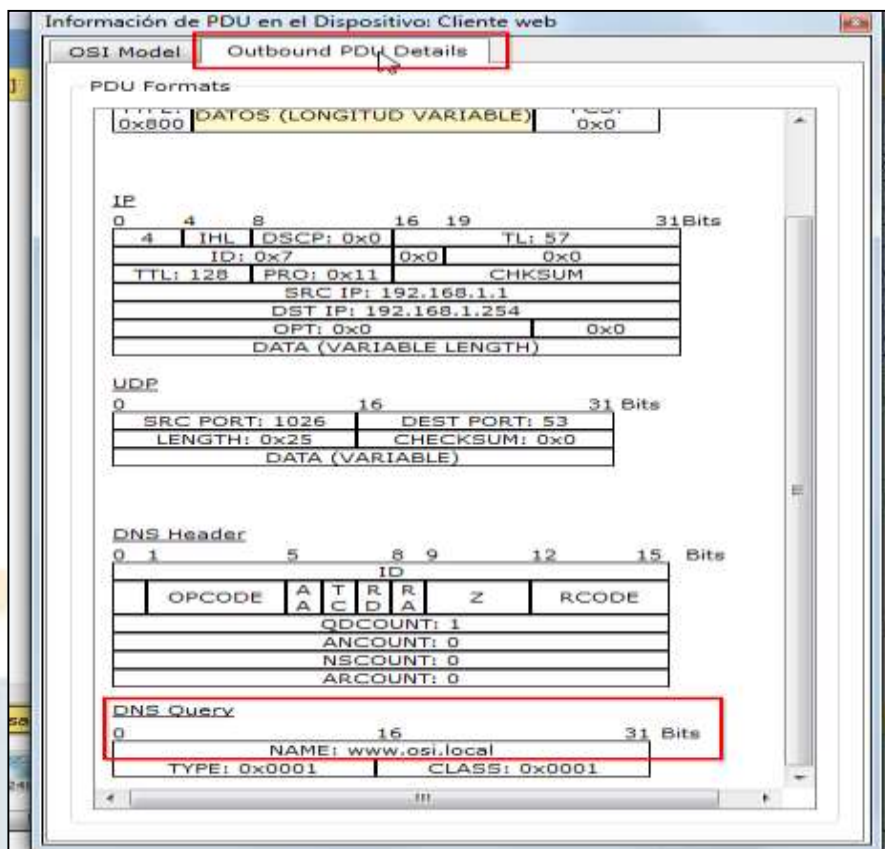 Información de PDU en el Dispositivo: Cliente web
OSI Model Outbound PDU Details
PDU Formats
0x800 DATOS (LONGITUD VARIABLE) 0x0
IP
0 4 8 16 19 31 Bits
4 IHL DSCP: 0x0 TL: 57
ID: 0x7 0x0 0x0
TTL: 128 PRO: 0x11 CHKSUM
SRC IP: 192.168.1.1
DST IP: 192.168.1.254
OPT: 0x0 0x0
DATA (VARIABLE LENGTH)
UDP
0 16 31 Bits
SRC PORT: 1026 DEST PORT: 53
LENGTH: 0x25 CHECKSUM: 0x0
DATA (VARIABLE)
DNS Header
0 1 5 8 9 12 15 Bits
ID
OPCODE AA TC RD RA Z RCODE
QDCOUNT: 1
ANCOUNT: 0
NSCOUNT: 0
ARCOUNT: 0
DNS Query
0 16 31 Bits
NAME: www.osi.local
TYPE: 0x0001 CLASS: 0x0001